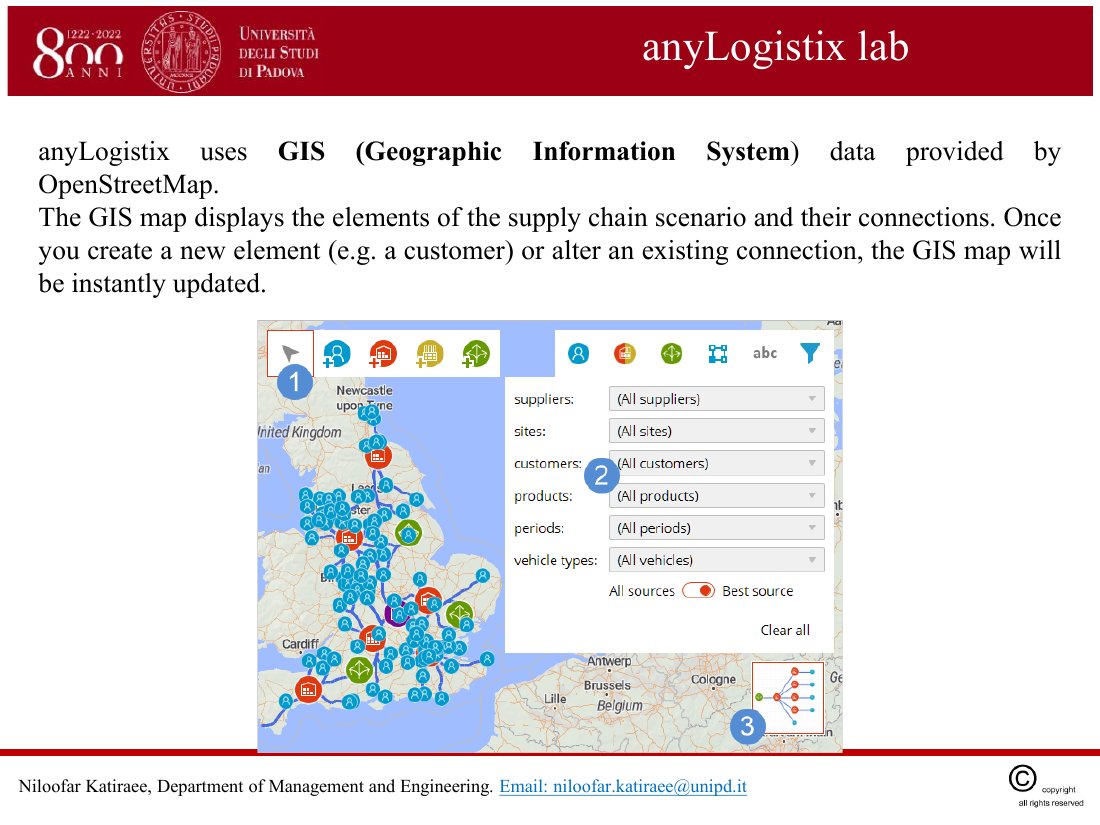 1222·2022
800
ANNI
UNIVERSITÀ
DEGLI STUDI
DI PADOVA
anyLogistix lab
anyLogistix uses GIS (Geographic Information System) data provided by
OpenStreetMap.
The GIS map displays the elements of the supply chain scenario and their connections. Once
you create a new element (e.g. a customer) or alter an existing connection, the GIS map will
be instantly updated.
abc
1
Newcastle
upon Tyne
United Kingdom
suppliers: (All suppliers)
sites: (All sites)
customers: (All customers)
2
products: (All products)
periods: (All periods)
vehicle types: (All vehicles)
All sources Best source
Clear all
Cardiff
Antwerp
Brussels
Cologne
Lille
Belgium
3
Niloofar Katiraee, Department of Management and Engineering. Email: niloofar.katiraee@unipd.it
© copyright
all rights reserved